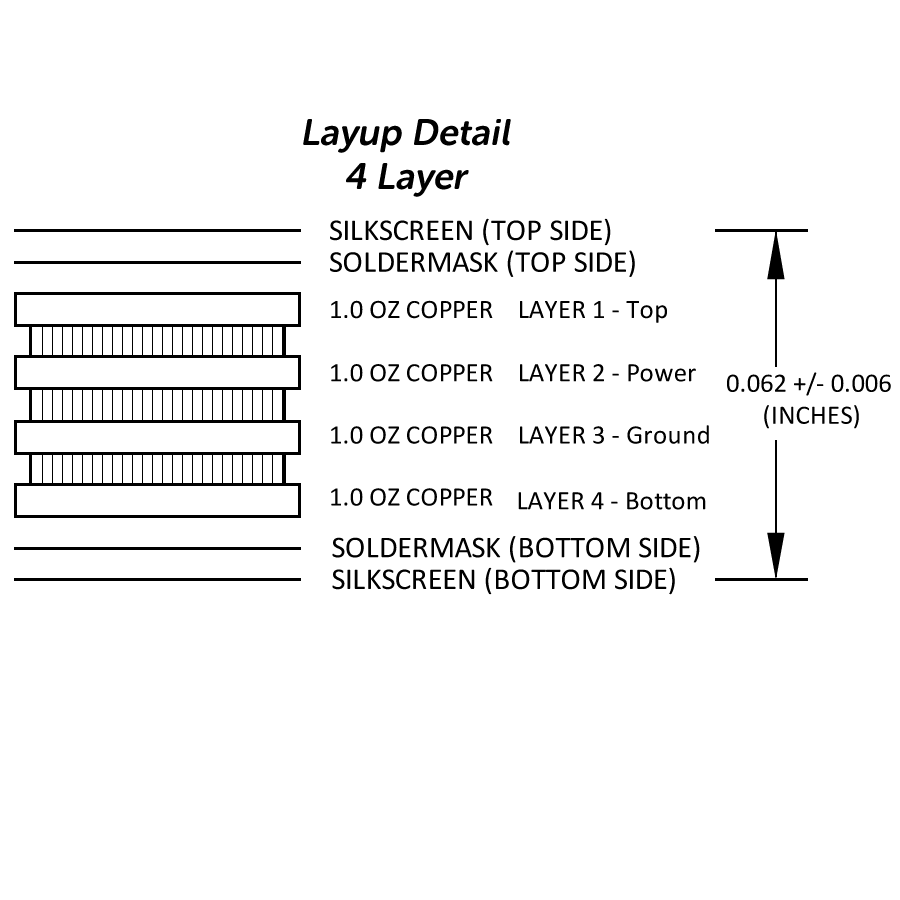 Layup Detail
4 Layer
SILKSCREEN (TOP SIDE)
SOLDERMASK (TOP SIDE)
1.0 OZ COPPER LAYER 1 - Top
1.0 OZ COPPER LAYER 2 - Power
0.062 +/- 0.006
(INCHES)
1.0 OZ COPPER LAYER 3 - Ground
1.0 OZ COPPER LAYER 4 - Bottom
SOLDERMASK (BOTTOM SIDE)
SILKSCREEN (BOTTOM SIDE)